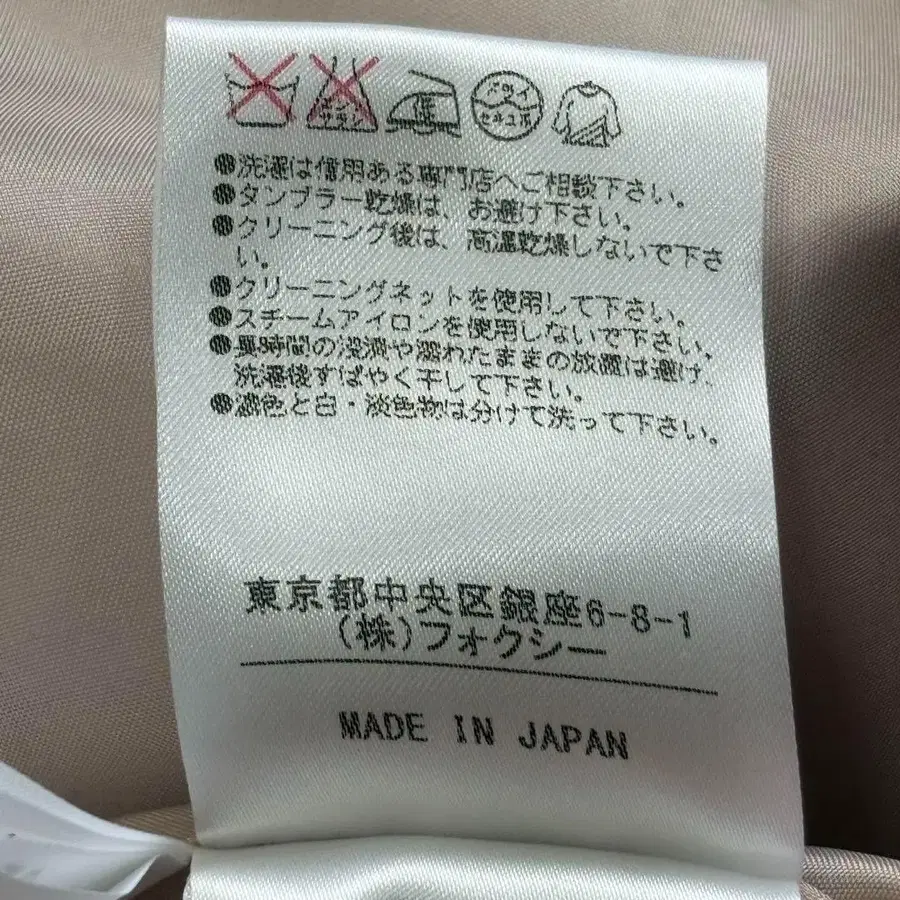 エンソ
サラシ
低
ドライ
セキユ系
●洗濯は信用ある専門店へご相談下さい。
●タンブラー乾燥は、お避け下さい。
●クリーニング後は、高温乾燥しないで下さ
い。
●クリーニングネットを使用して下さい。
●スチームアイロンを使用しないで下さい。
●長時間の浸漬や濡れたままの放置は避け、
洗濯後すばやく干して下さい。
●濃色と白・淡色物は分けて洗って下さい。
東京都中央区銀座6-8-1
(株)フォクシー
MADE IN JAPAN